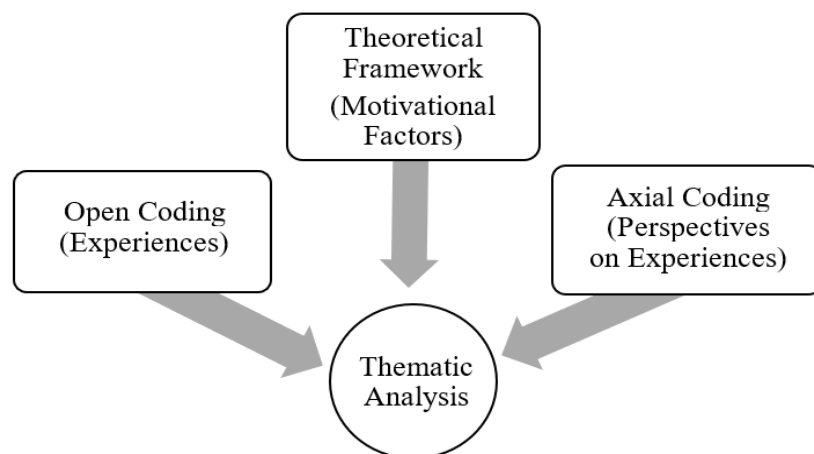 Theoretical
Framework
(Motivational
Factors)
Open Coding
(Experiences)
Axial Coding
(Perspectives
on Experiences)
Thematic
Analysis